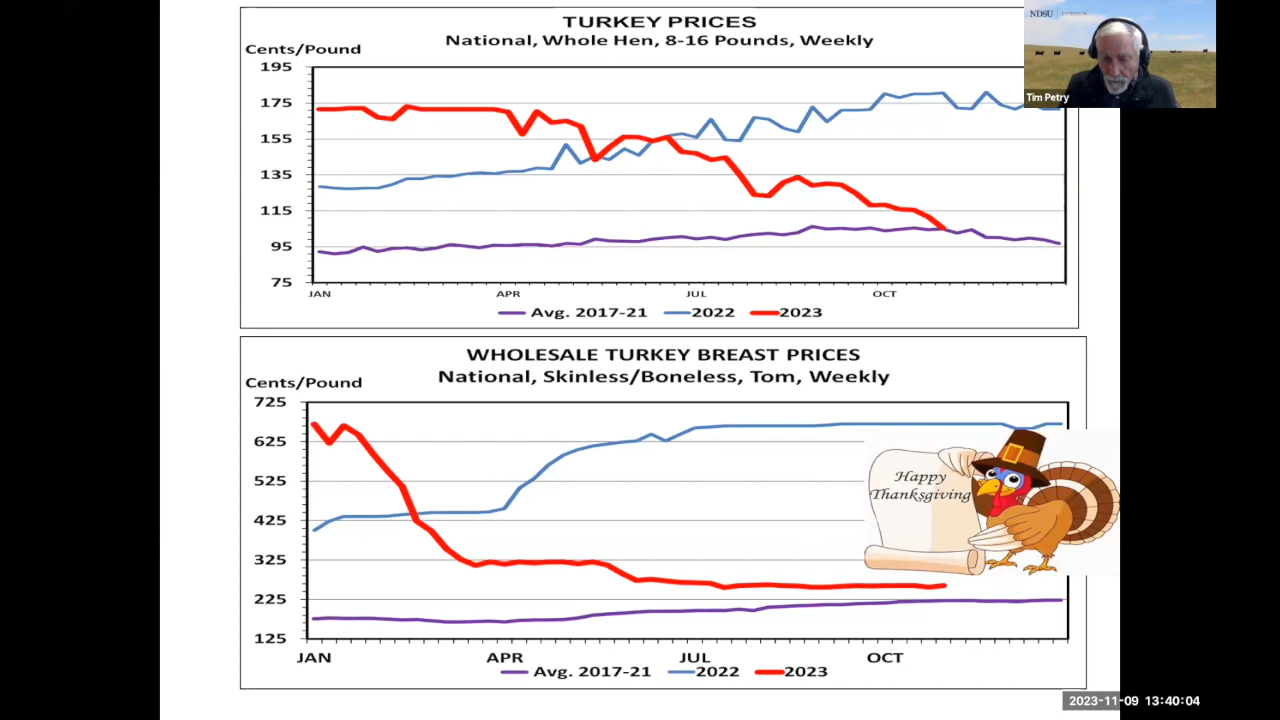 TURKEY PRICES
National, Whole Hen, 8-16 Pounds, Weekly
Cents/Pound
195
175
155
135
115
95
75
JAN APR JUL OCT
Avg. 2017-21 2022 2023
NDSU EXTENSION
Tim Petry
WHOLESALE TURKEY BREAST PRICES
National, Skinless/Boneless, Tom, Weekly
Cents/Pound
725
625
525
425
325
225
125
JAN APR JUL OCT
Avg. 2017-21 2022 2023
Happy
Thanksgiving
2023-11-09 13:40:04